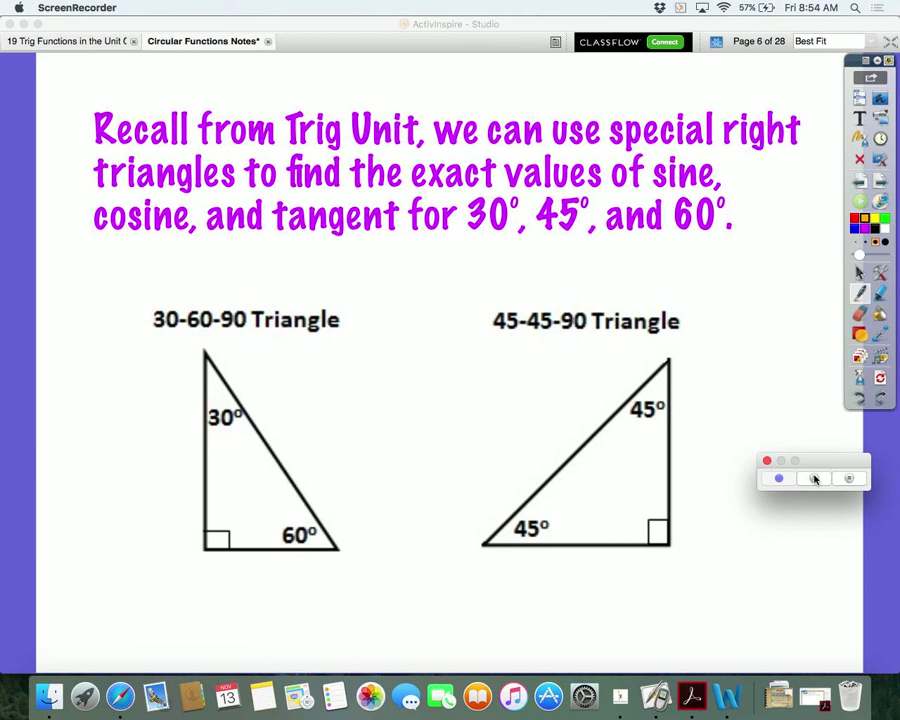 ScreenRecorder
57%
Fri 8:54 AM
ActivInspire - Studio
19 Trig Functions in the Unit C
Circular Functions Notes*
CLASSFLOW
Connect
Page 6 of 28
Best Fit
Recall from Trig Unit, we can use special right
triangles to find the exact values of sine,
cosine, and tangent for 30°, 45°, and 60°.
30-60-90 Triangle
45-45-90 Triangle
30°
45°
60°
45°
NOV
13